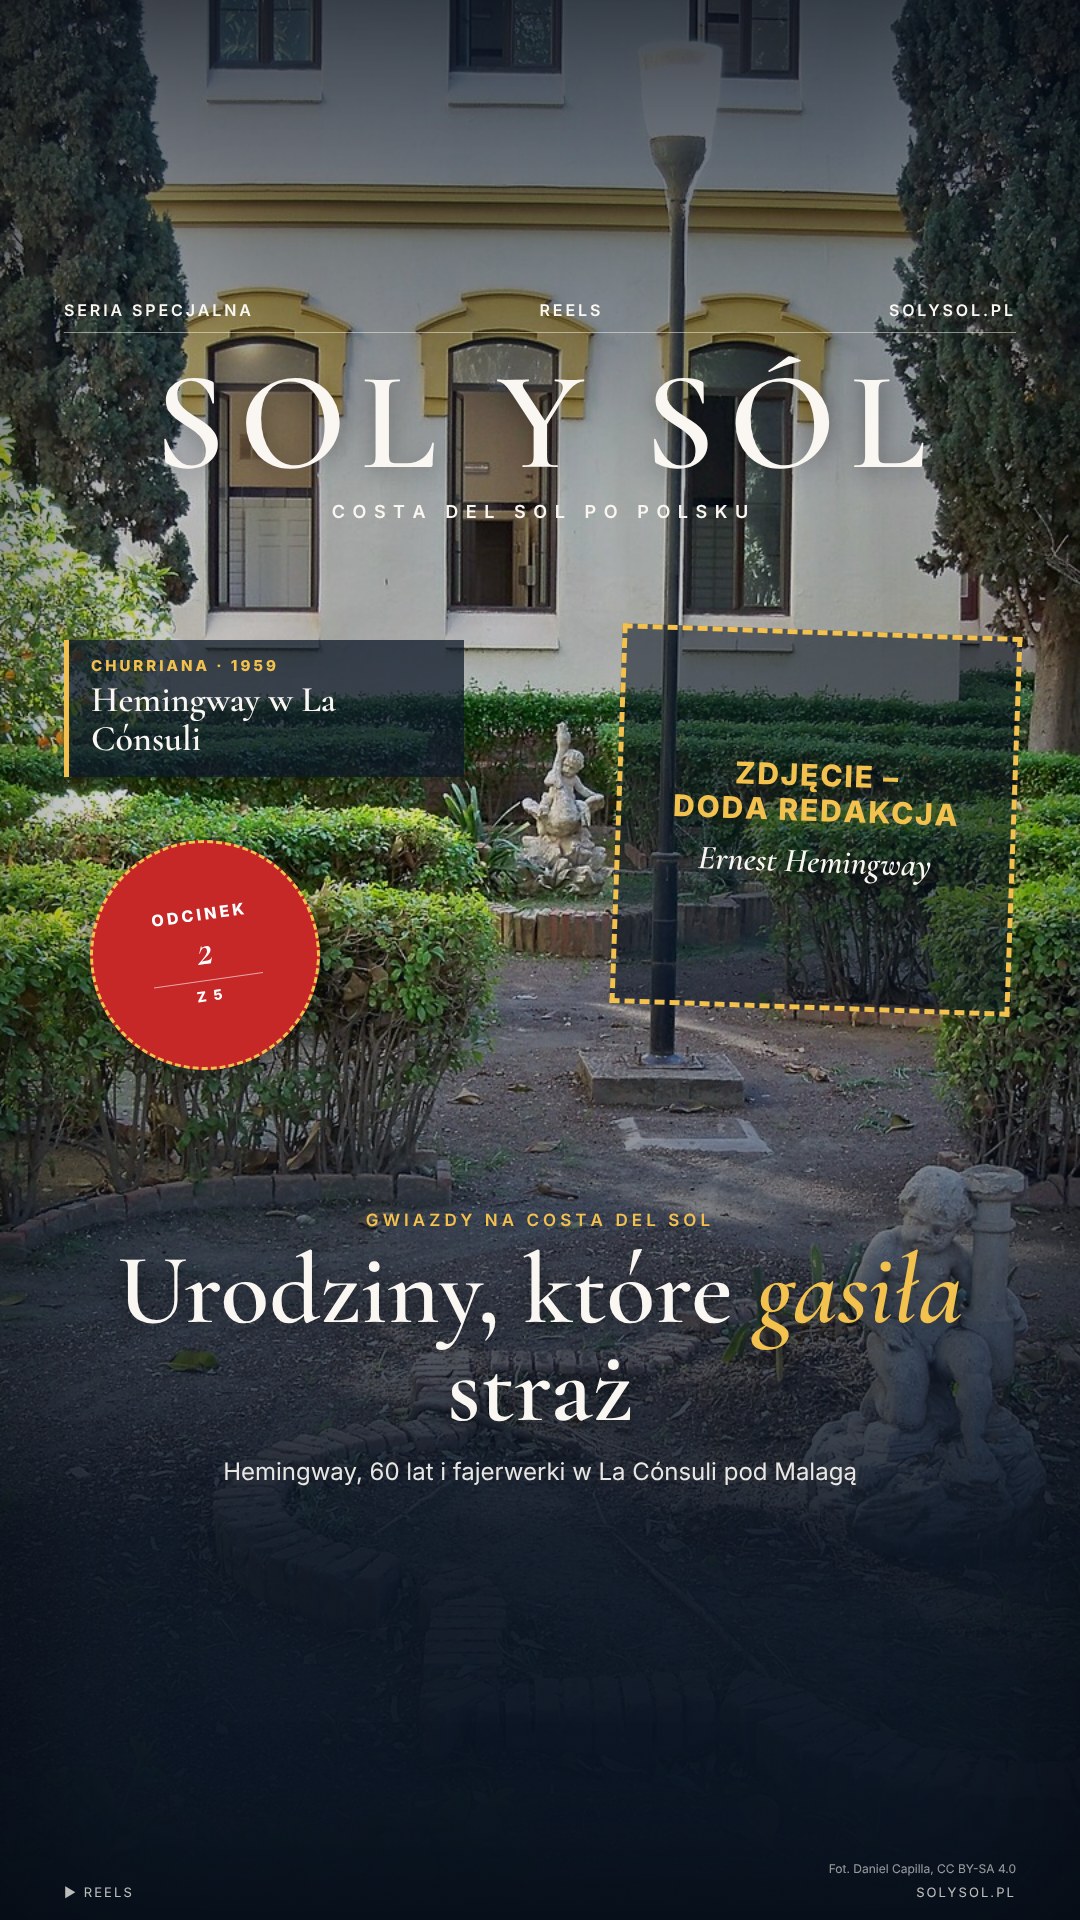 SERIA SPECJALNA
REELS
SOLYSOL.PL
SOL Y SÓL
COSTA DEL SOL PO POLSKU
CHURRIANA · 1959
Hemingway w La
Cónsuli
ZDJĘCIE –
DODA REDAKCJA
Ernest Hemingway
ODCINEK
2
Z 5
GWIAZDY NA COSTA DEL SOL
Urodziny, które gasiła
straż
Hemingway, 60 lat i fajerwerki w La Cónsuli pod Malagą
Fot. Daniel Capilla, CC BY-SA 4.0
▶ REELS
SOLYSOL.PL